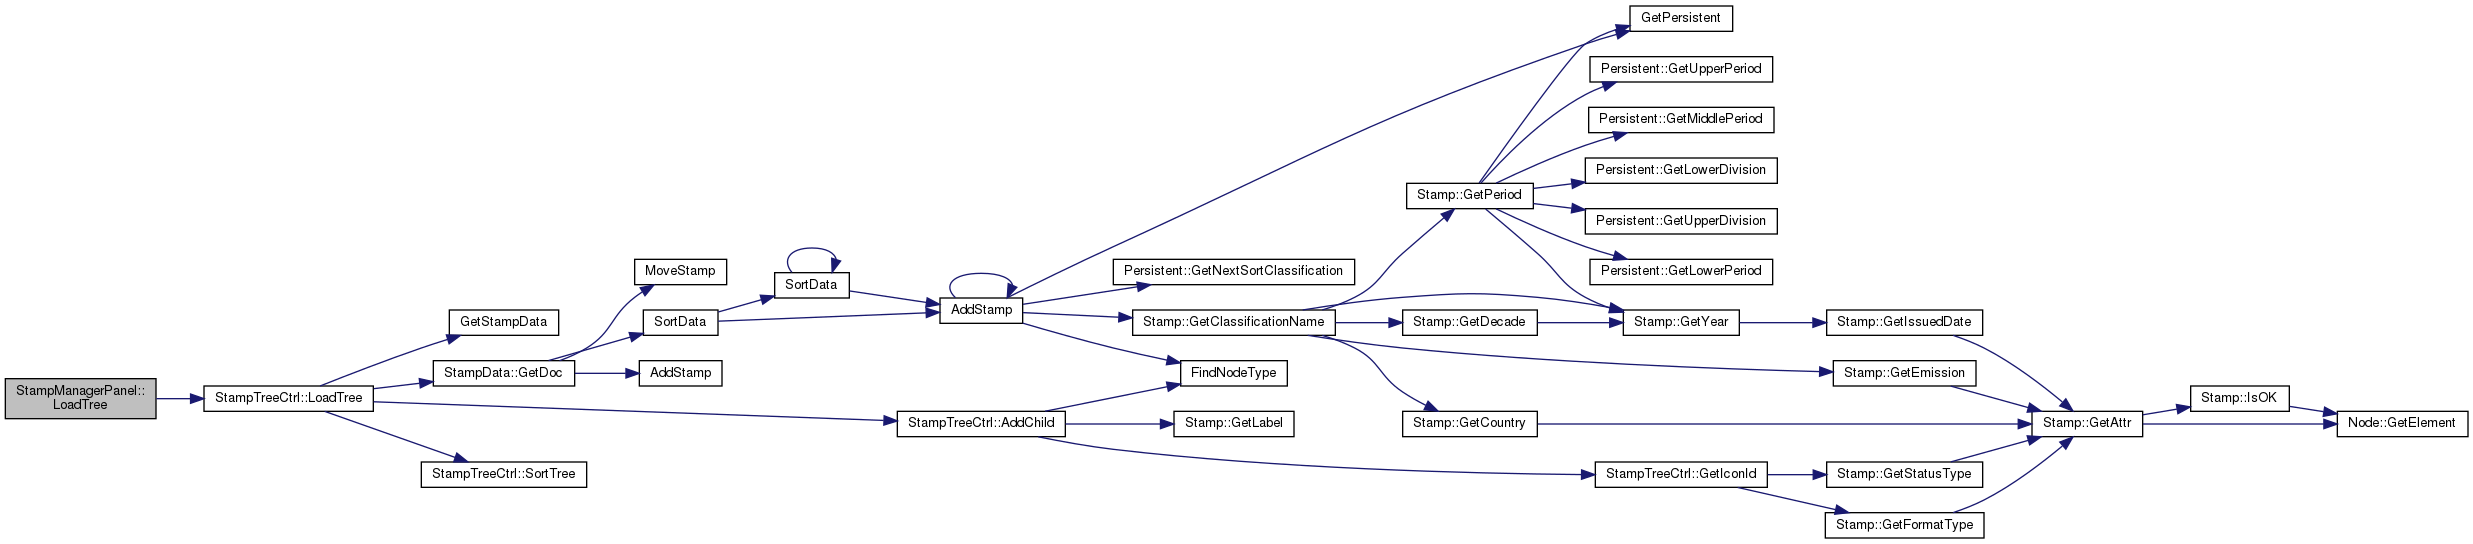 StampManagerPanel::
LoadTree
StampTreeCtrl::LoadTree
GetStampData
StampData::GetDoc
StampTreeCtrl::SortTree
MoveStamp
SortData
AddStamp
SortData
StampTreeCtrl::AddChild
AddStamp
Persistent::GetNextSortClassification
Stamp::GetClassificationName
FindNodeType
Stamp::GetLabel
Stamp::GetPeriod
Stamp::GetDecade
Stamp::GetCountry
GetPersistent
Persistent::GetUpperPeriod
Persistent::GetMiddlePeriod
Persistent::GetLowerDivision
Persistent::GetUpperDivision
Persistent::GetLowerPeriod
Stamp::GetYear
StampTreeCtrl::GetIconId
Stamp::GetIssuedDate
Stamp::GetEmission
Stamp::GetStatusType
Stamp::GetFormatType
Stamp::GetAttr
Stamp::IsOK
Node::GetElement